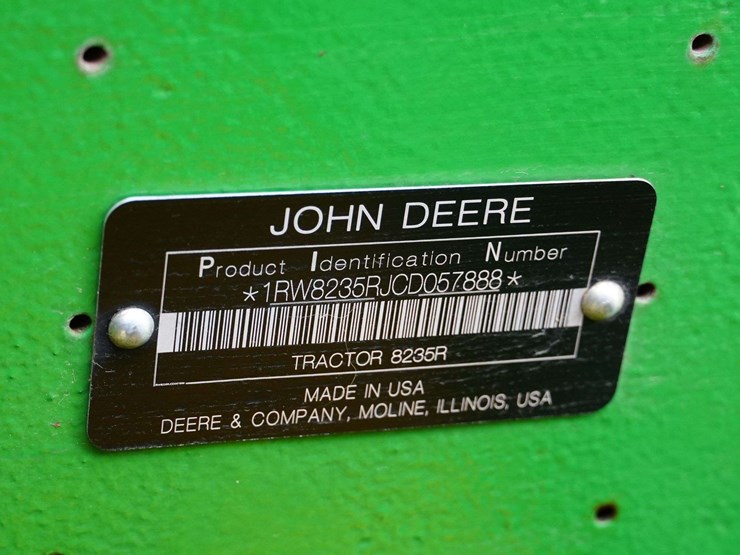 JOHN DEERE
Product Identification Number
*1RW8235RJCD057888*
TRACTOR 8235R
MADE IN USA
DEERE & COMPANY, MOLINE, ILLINOIS, USA